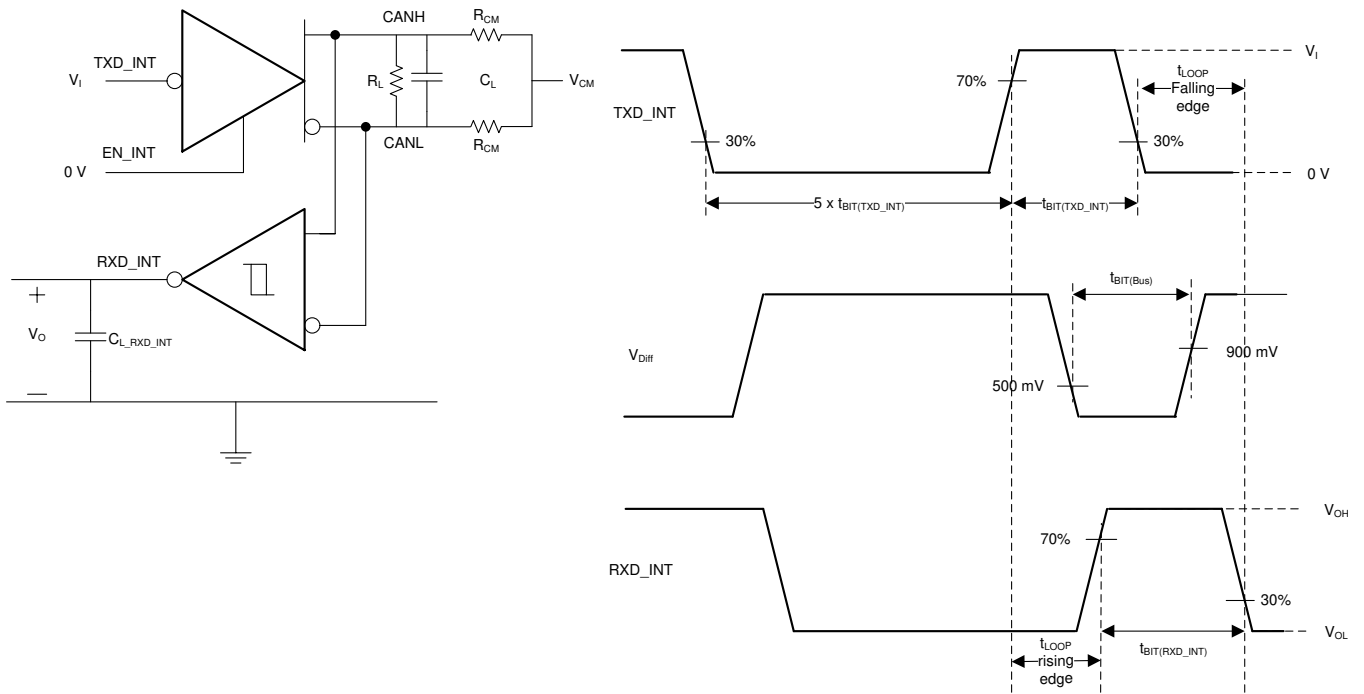 CANH
R_CM
TXD_INT
V_I
R_L
C_L
V_CM
CANL
R_CM
EN_INT
0 V
RXD_INT
+
V_O
C_L_RXD_INT
—
V_I
t_LOOP
Falling
edge
70%
TXD_INT
30%
30%
0 V
5 x t_BIT(TXD_INT)
t_BIT(TXD_INT)
t_BIT(Bus)
V_Diff
900 mV
500 mV
V_OH
70%
RXD_INT
30%
V_OL
t_LOOP
rising
edge
t_BIT(RXD_INT)